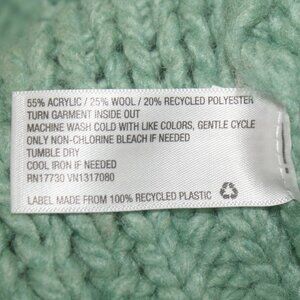 55% ACRYLIC / 25% WOOL / 20% RECYCLED POLYESTER
TURN GARMENT INSIDE OUT
MACHINE WASH COLD WITH LIKE COLORS, GENTLE CYCLE
ONLY NON-CHLORINE BLEACH IF NEEDED
TUMBLE DRY
COOL IRON IF NEEDED
RN17730 VN1317080
LABEL MADE FROM 100% RECYCLED PLASTIC